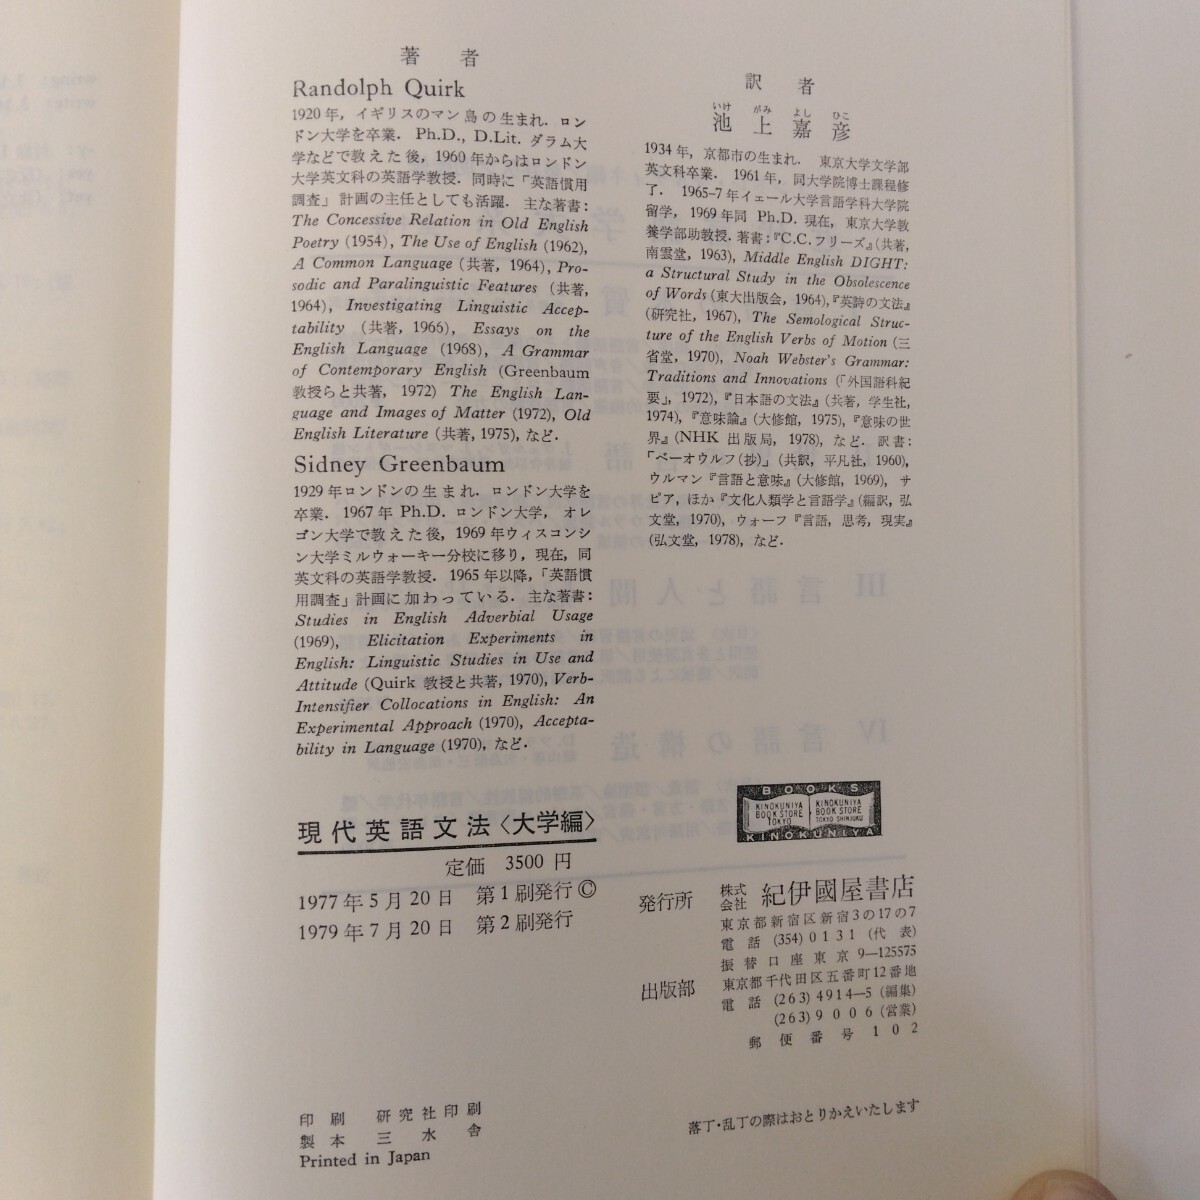 著者
Randolph Quirk
1920年，イギリスのマン島の生まれ．ロン
ドン大学を卒業．Ph.D., D.Lit. ダラム大
学などで教えた後，1960年からはロンドン
大学英文科の英語学教授．同時に「英語慣用
調査」計画の主任としても活躍．主な著書：
The Concessive Relation in Old English
Poetry (1954), The Use of English (1962),
A Common Language (共著, 1964), Pro-
sodic and Paralinguistic Features (共著,
1964), Investigating Linguistic Accep-
tability (共著, 1966), Essays on the
English Language (1968), A Grammar
of Contemporary English (Greenbaum
教授らと共著, 1972) The English Lan-
guage and Images of Matter (1972), Old
English Literature (共著, 1975), など．
Sidney Greenbaum
1929年ロンドンの生まれ．ロンドン大学を
卒業．1967年 Ph.D. ロンドン大学，オレ
ゴン大学で教えた後，1969年ウィスコンシ
ン大学ミルウォーキー分校に移り，現在，同
英文科の英語学教授．1965年以降，「英語慣
用調査」計画に加わっている．主な著書：
Studies in English Adverbial Usage
(1969), Elicitation Experiments in
English: Linguistic Studies in Use and
Attitude (Quirk 教授と共著, 1970), Verb-
Intensifier Collocations in English: An
Experimental Approach (1970), Accepta-
bility in Language (1970), など．
訳者
いけ がみ よし ひこ
池上嘉彦
1934年，京都市の生まれ．東京大学文学部
英文科卒業．1961年，同大学院博士課程修
了．1965-7年イェール大学言語学科大学院
留学，1969年同 Ph.D. 現在，東京大学教
養学部助教授．著書：『C.C.フリーズ』(共著,
南雲堂, 1963), Middle English DIGHT:
a Structural Study in the Obsolescence
of Words (東大出版会, 1964),『英詩の文法』
(研究社, 1967), The Semological Struc-
ture of the English Verbs of Motion (三
省堂, 1970), Noah Webster's Grammar:
Traditions and Innovations (「外国語科紀
要」, 1972),『日本語の文法』(共著, 学生社,
1974),『意味論』(大修館, 1975),『意味の世
界』(NHK 出版局, 1978), など．訳書：
「ベーオウルフ(抄)」(共訳, 平凡社, 1960),
ウルマン『言語と意味』(大修館, 1969), サ
ピア，ほか『文化人類学と言語学』(編訳, 弘
文堂, 1970), ウォーフ『言語，思考，現実』
(弘文堂, 1978), など．
現代英語文法〈大学編〉
定価 3500円
1977年5月20日 第1刷発行©
1979年7月20日 第2刷発行
BOOKS
KINOKUNIYA BOOK STORE TOKYO
KINOKUNIYA BOOK STORE TOKYO SHINJUKU
KINOKUNIYA
発行所 株式会社 紀伊國屋書店
東京都新宿区新宿3の17の7
電話 (354) 0131 (代表)
振替口座東京 9—125575
出版部 東京都千代田区五番町12番地
電話 (263) 4914—5 (編集)
(263) 9006 (営業)
郵便番号 102
印刷 研究社印刷
製本 三水舎
Printed in Japan
落丁・乱丁の際はおとりかえいたします